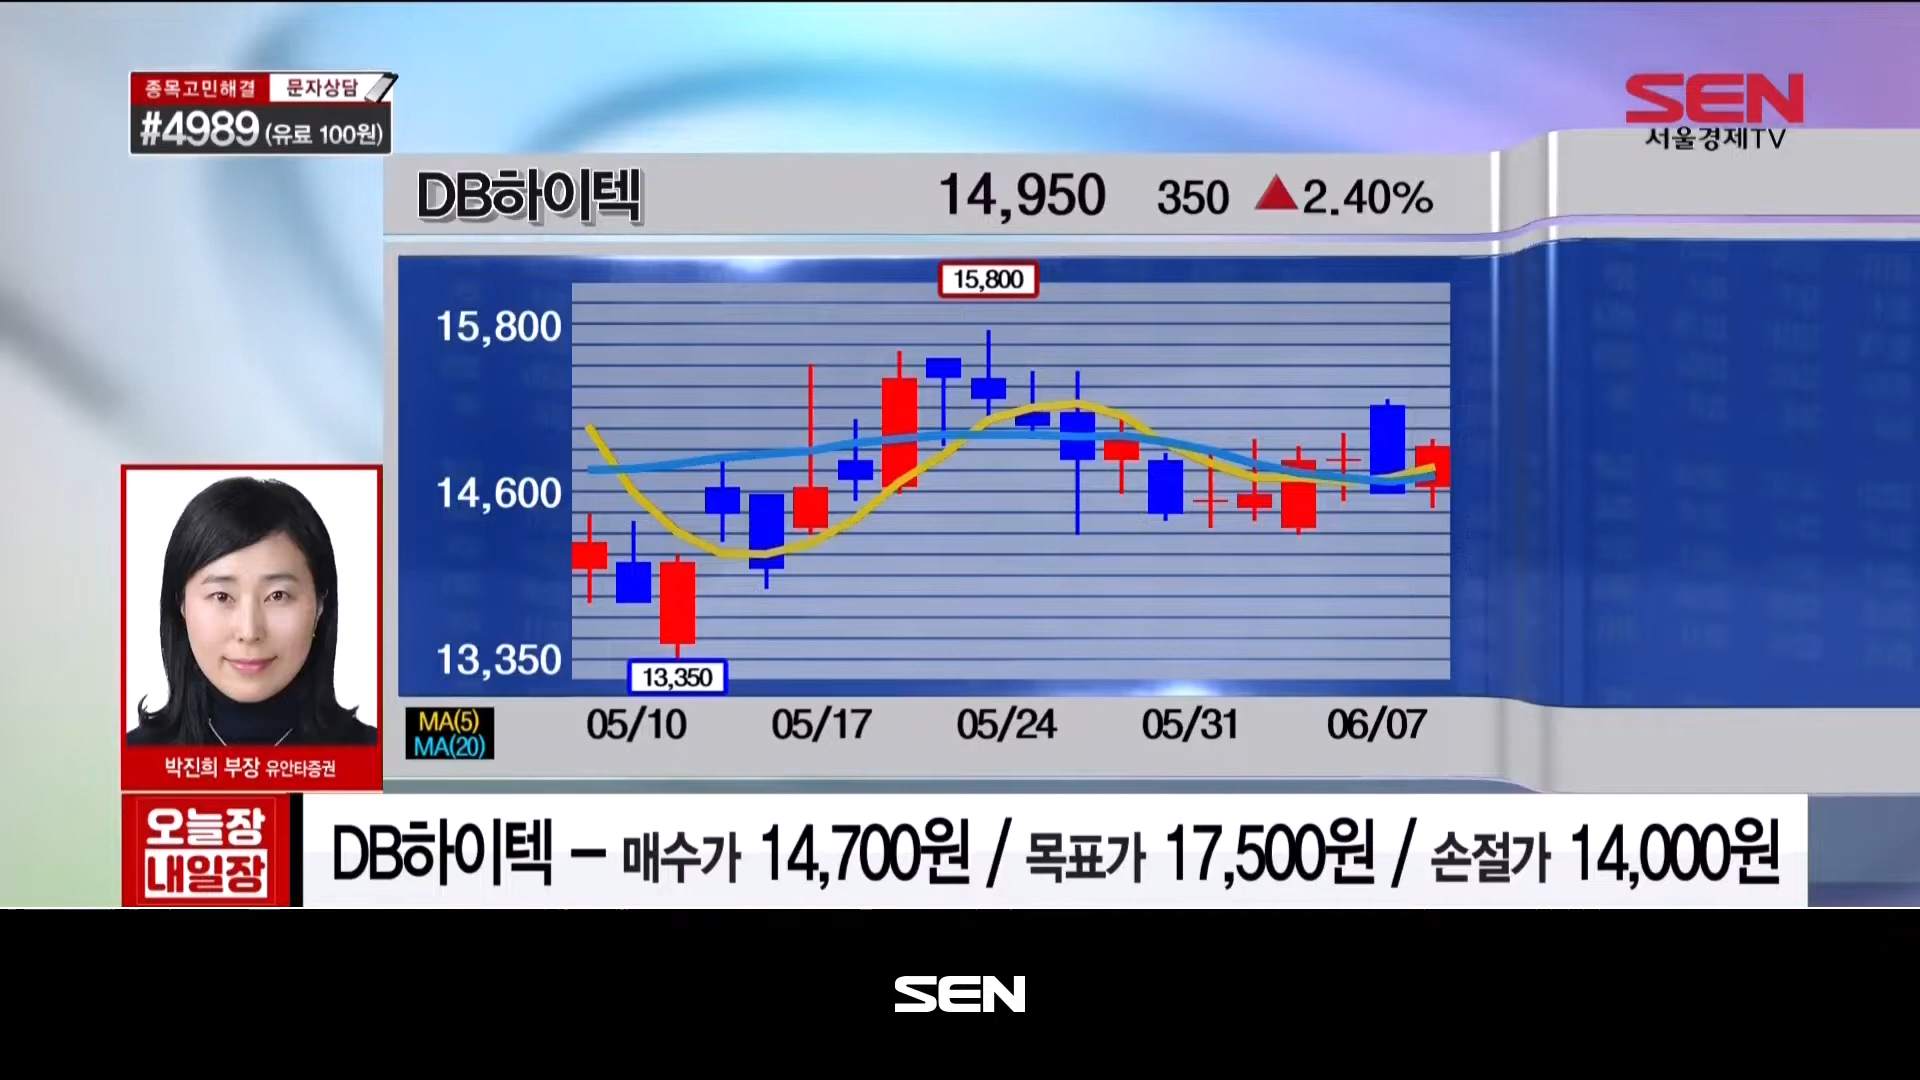 종목고민해결 문자상담
#4989 (유료 100원)
SEN
서울경제TV
DB하이텍 14,950 350 ▲2.40%
15,800
15,800
14,600
13,350
13,350
MA(5)
MA(20)
05/10 05/17 05/24 05/31 06/07
박진희 부장 유안타증권
오늘장
내일장
DB하이텍 – 매수가 14,700원 / 목표가 17,500원 / 손절가 14,000원
SEN